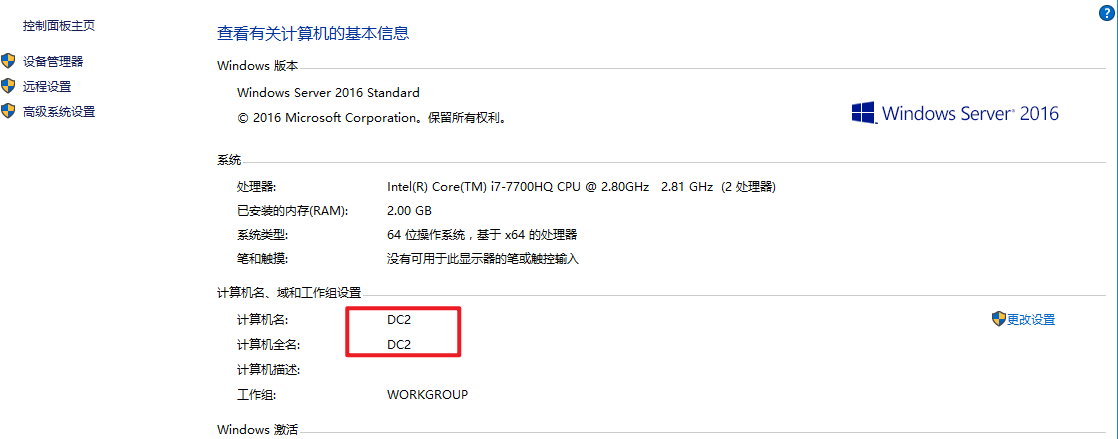 控制面板主页
设备管理器
远程设置
高级系统设置
?
查看有关计算机的基本信息
Windows 版本
Windows Server 2016 Standard
© 2016 Microsoft Corporation。保留所有权利。
Windows Server® 2016
系统
处理器: Intel(R) Core(TM) i7-7700HQ CPU @ 2.80GHz 2.81 GHz (2 处理器)
已安装的内存(RAM): 2.00 GB
系统类型: 64 位操作系统，基于 x64 的处理器
笔和触摸: 没有可用于此显示器的笔或触控输入
计算机名、域和工作组设置
计算机名: DC2 更改设置
计算机全名: DC2
计算机描述:
工作组: WORKGROUP
Windows 激活